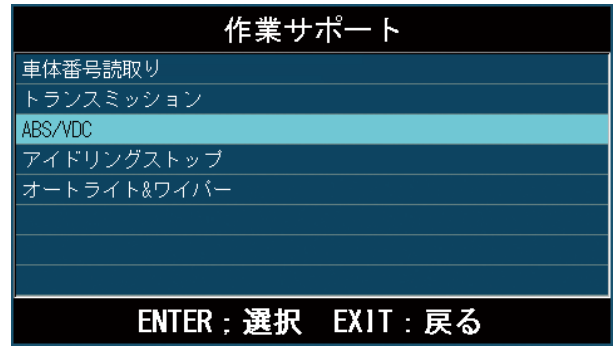 作業サポート
車体番号読取り
トランスミッション
ABS/VDC
アイドリングストップ
オートライト&ワイパー
ENTER：選択 EXIT：戻る